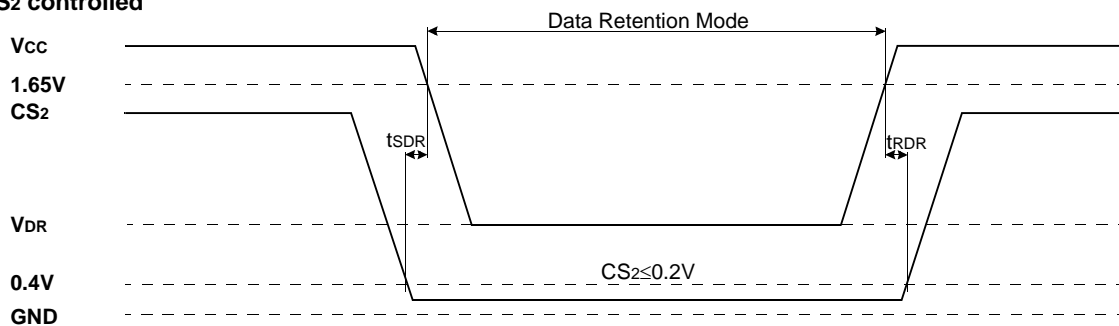 S2 controlled
Data Retention Mode
VCC
1.65V
CS2
tSDR
tRDR
VDR
CS2≤0.2V
0.4V
GND